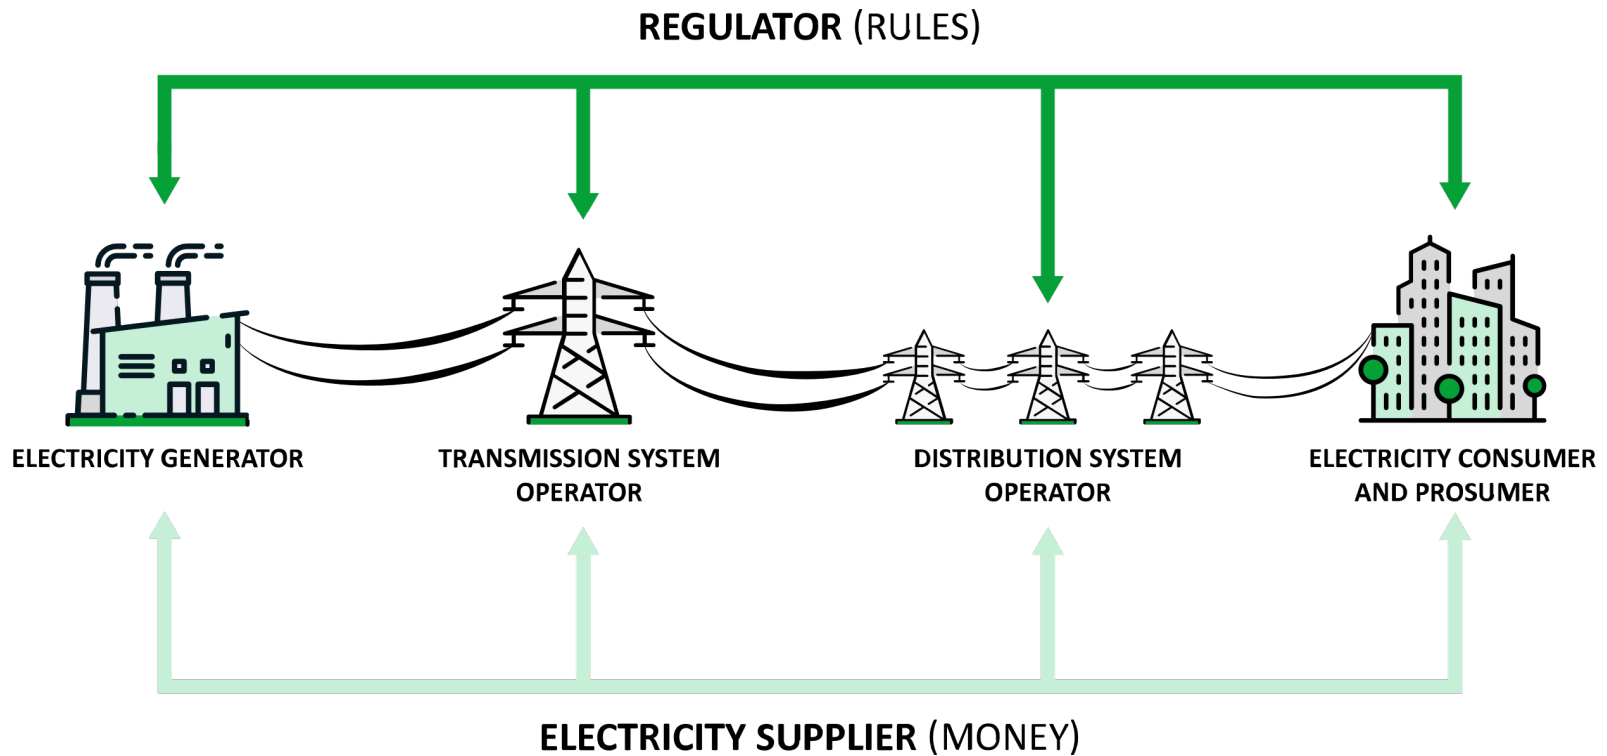 REGULATOR (RULES)
ELECTRICITY GENERATOR
TRANSMISSION SYSTEM
OPERATOR
DISTRIBUTION SYSTEM
OPERATOR
ELECTRICITY CONSUMER
AND PROSUMER
ELECTRICITY SUPPLIER (MONEY)